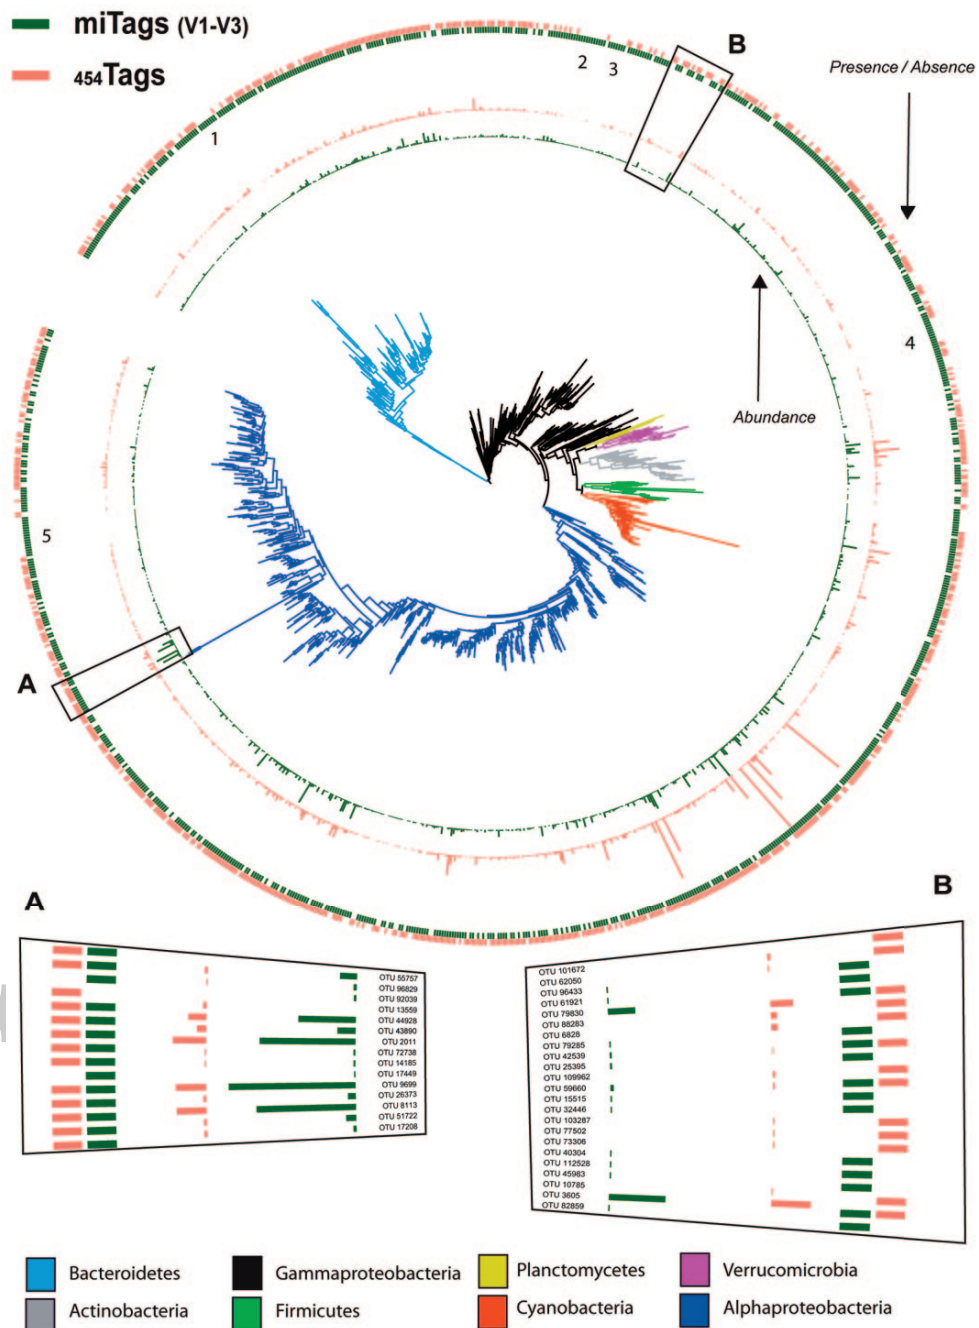 miTags (V1-V3)
454Tags
B
2
3
1
Presence / Absence
4
Abundance
5
A
A
OTU 55757
OTU 96829
OTU 92039
OTU 13559
OTU 44928
OTU 43890
OTU 2011
OTU 72738
OTU 14185
OTU 17449
OTU 9699
OTU 26373
OTU 8113
OTU 51722
OTU 17208
B
OTU 101672
OTU 62050
OTU 96433
OTU 61921
OTU 79830
OTU 88283
OTU 6828
OTU 79285
OTU 42539
OTU 25395
OTU 109962
OTU 59660
OTU 15515
OTU 32446
OTU 103287
OTU 77502
OTU 73306
OTU 40304
OTU 112528
OTU 45983
OTU 10785
OTU 3605
OTU 82859
Bacteroidetes
Gammaproteobacteria
Planctomycetes
Verrucomicrobia
Actinobacteria
Firmicutes
Cyanobacteria
Alphaproteobacteria